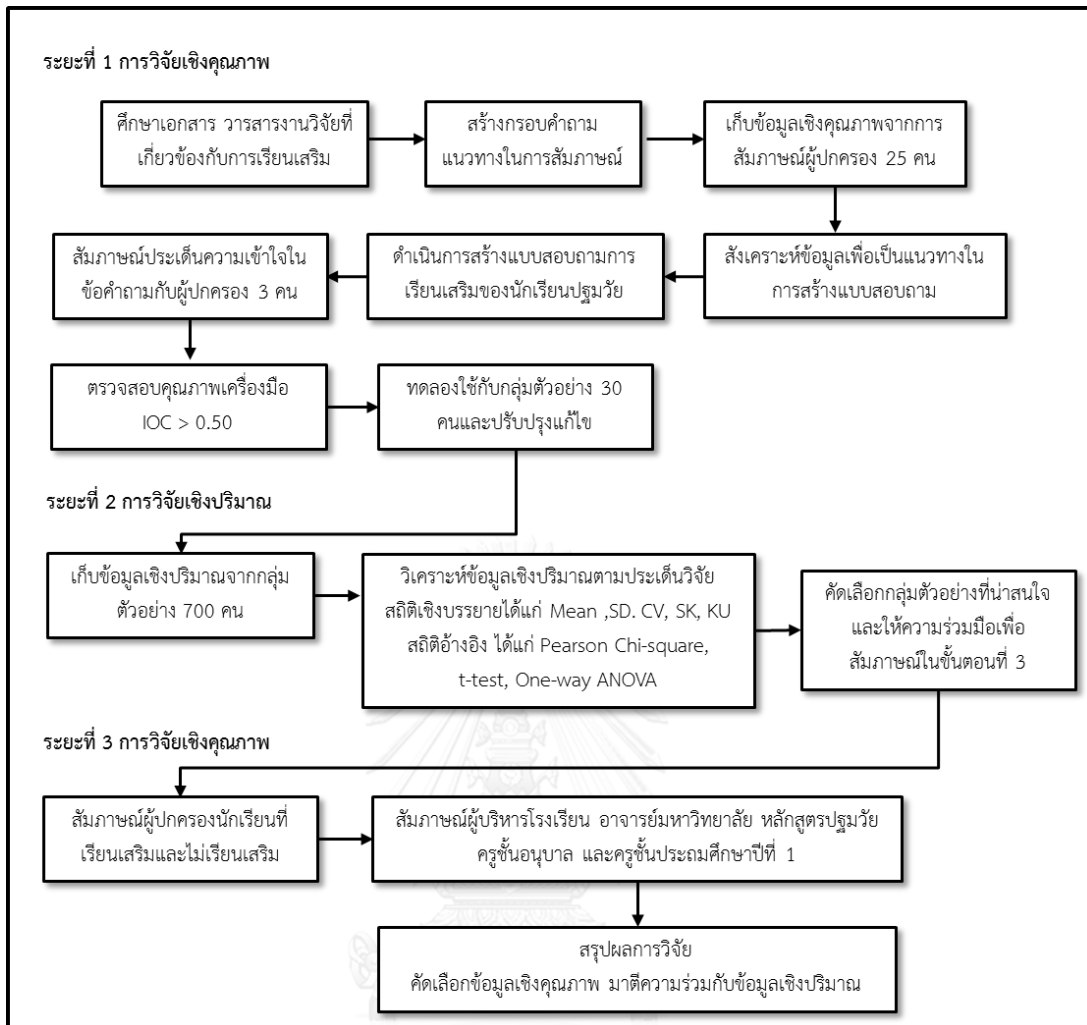 ระยะที่ 1 การวิจัยเชิงคุณภาพ
ศึกษาเอกสาร วารสารงานวิจัยที่
เกี่ยวข้องกับการเรียนเสริม
สร้างกรอบคำถาม
แนวทางในการสัมภาษณ์
เก็บข้อมูลเชิงคุณภาพจากการ
สัมภาษณ์ผู้ปกครอง 25 คน
สังเคราะห์ข้อมูลเพื่อเป็นแนวทางใน
การสร้างแบบสอบถาม
ดำเนินการสร้างแบบสอบถามการ
เรียนเสริมของนักเรียนปฐมวัย
สัมภาษณ์ประเด็นความเข้าใจใน
ข้อคำถามกับผู้ปกครอง 3 คน
ตรวจสอบคุณภาพเครื่องมือ
IOC > 0.50
ทดลองใช้กับกลุ่มตัวอย่าง 30
คนและปรับปรุงแก้ไข
ระยะที่ 2 การวิจัยเชิงปริมาณ
เก็บข้อมูลเชิงปริมาณจากกลุ่ม
ตัวอย่าง 700 คน
วิเคราะห์ข้อมูลเชิงปริมาณตามประเด็นวิจัย
สถิติเชิงบรรยายได้แก่ Mean ,SD. CV, SK, KU
สถิติอ้างอิง ได้แก่ Pearson Chi-square,
t-test, One-way ANOVA
คัดเลือกกลุ่มตัวอย่างที่น่าสนใจ
และให้ความร่วมมือเพื่อ
สัมภาษณ์ในขั้นตอนที่ 3
ระยะที่ 3 การวิจัยเชิงคุณภาพ
สัมภาษณ์ผู้ปกครองนักเรียนที่
เรียนเสริมและไม่เรียนเสริม
สัมภาษณ์ผู้บริหารโรงเรียน อาจารย์มหาวิทยาลัย หลักสูตรปฐมวัย
ครูชั้นอนุบาล และครูชั้นประถมศึกษาปีที่ 1
สรุปผลการวิจัย
คัดเลือกข้อมูลเชิงคุณภาพ มาตีความร่วมกับข้อมูลเชิงปริมาณ